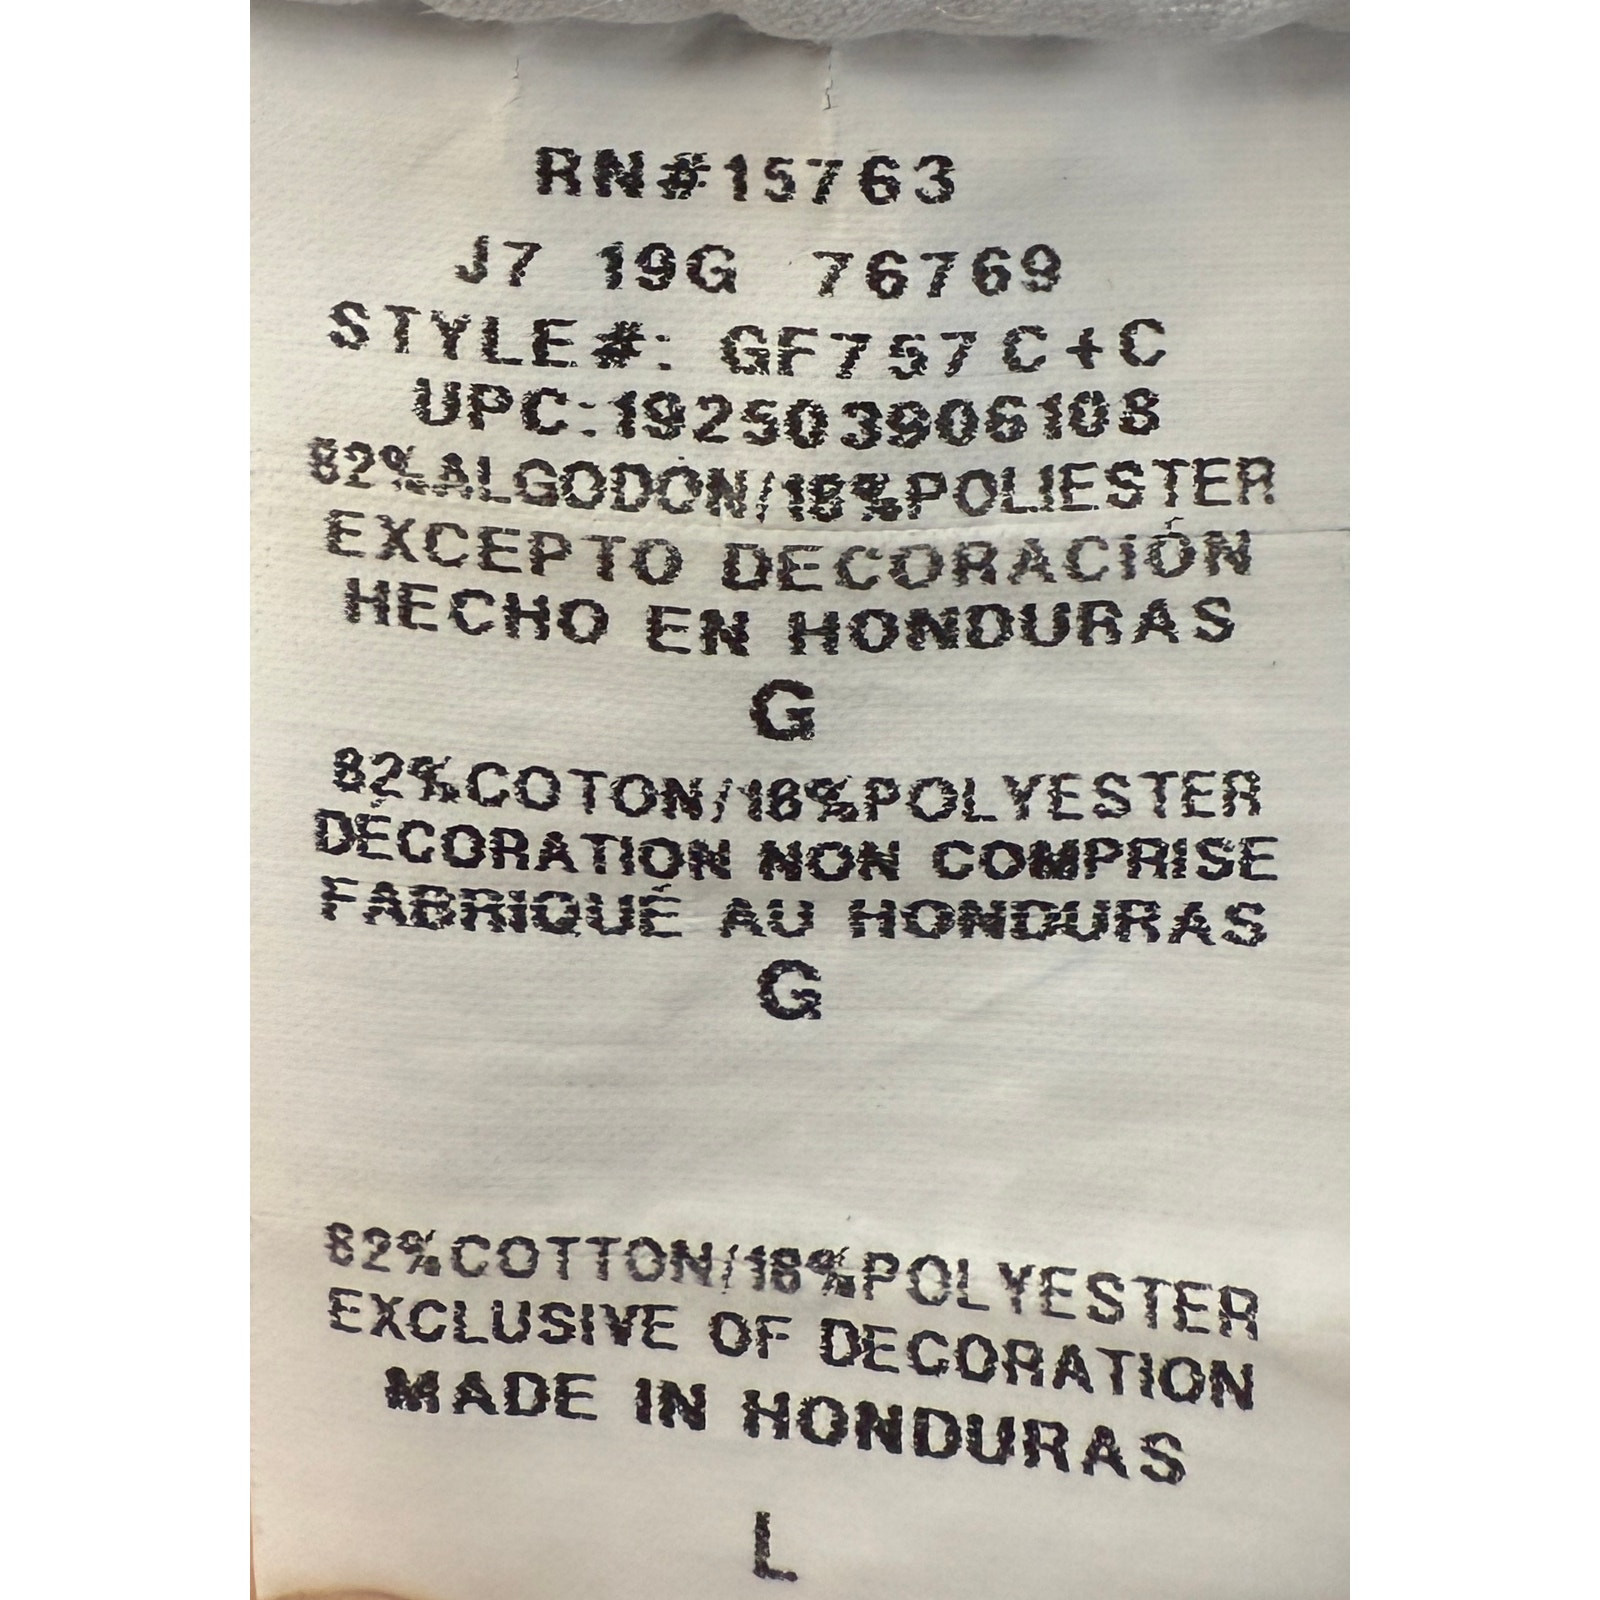 RN#15763
J7 19G 76769
STYLE#: GF757C+C
UPC:192503906108
82%ALGODÓN/18%POLIESTER
EXCEPTO DECORACIÓN
HECHO EN HONDURAS
G
82%COTON/18%POLYESTER
DÉCORATION NON COMPRISE
FABRIQUÉ AU HONDURAS
G
82%COTTON/18%POLYESTER
EXCLUSIVE OF DECORATION
MADE IN HONDURAS
L